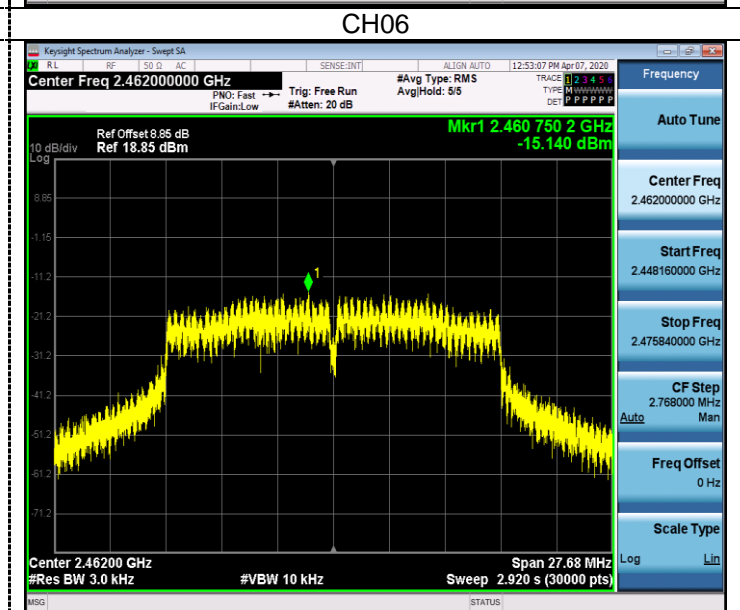 CH06
Keysight Spectrum Analyzer - Swept SA
LXI RL RF 50 Ω AC SENSE:INT ALIGN AUTO 12:53:07 PM Apr 07, 2020
Center Freq 2.462000000 GHz
PNO: Fast
IFGain:Low
Trig: Free Run
#Atten: 20 dB
#Avg Type: RMS
Avg|Hold: 5/5
TRACE 1 2 3 4 5 6
TYPE M WWWWW
DET P P P P P P
Frequency
Mkr1 2.460 750 2 GHz
-15.140 dBm
Ref Offset 8.85 dB
10 dB/div Ref 18.85 dBm
Log
8.85
-1.15
-11.2
-21.2
-31.2
-41.2
-51.2
-61.2
-71.2
1
Auto Tune
Center Freq
2.462000000 GHz
Start Freq
2.448160000 GHz
Stop Freq
2.475840000 GHz
CF Step
2.768000 MHz
Auto Man
Freq Offset
0 Hz
Scale Type
Log Lin
Center 2.46200 GHz Span 27.68 MHz
#Res BW 3.0 kHz #VBW 10 kHz Sweep 2.920 s (30000 pts)
MSG STATUS